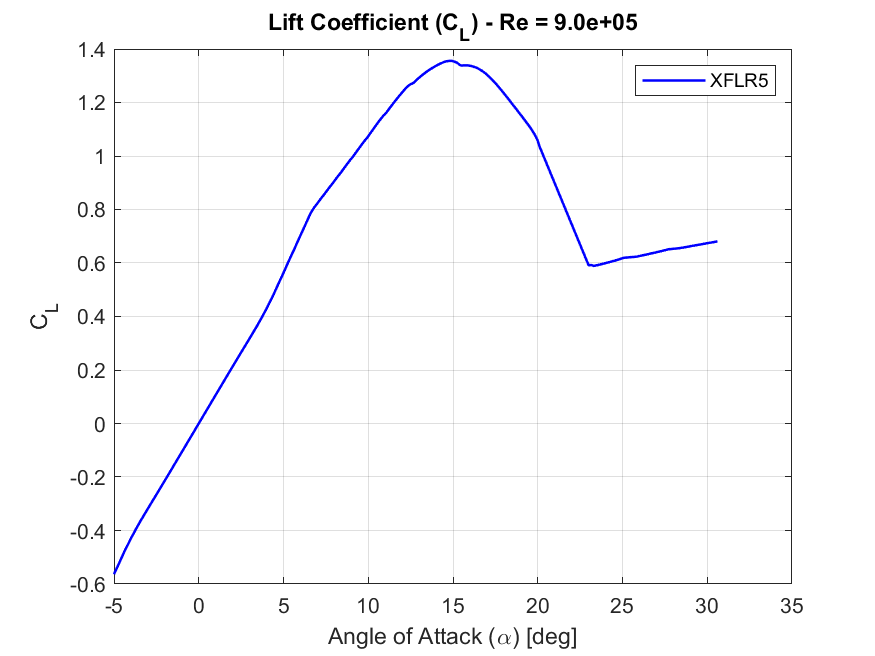 Lift Coefficient (C_L) - Re = 9.0e+05
XFLR5
1.4
1.2
1
0.8
0.6
0.4
0.2
0
-0.2
-0.4
-0.6
C_L
-5 0 5 10 15 20 25 30 35
Angle of Attack (α) [deg]